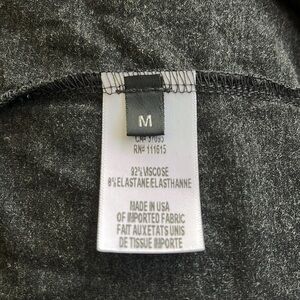 M
RN# 111615
92% VISCOSE
8% ELASTANE:ELASTHANNE
MADE IN USA
OF IMPORTED FABRIC
FAIT AUX ETATS UNIS
DE TISSU IMPORTE